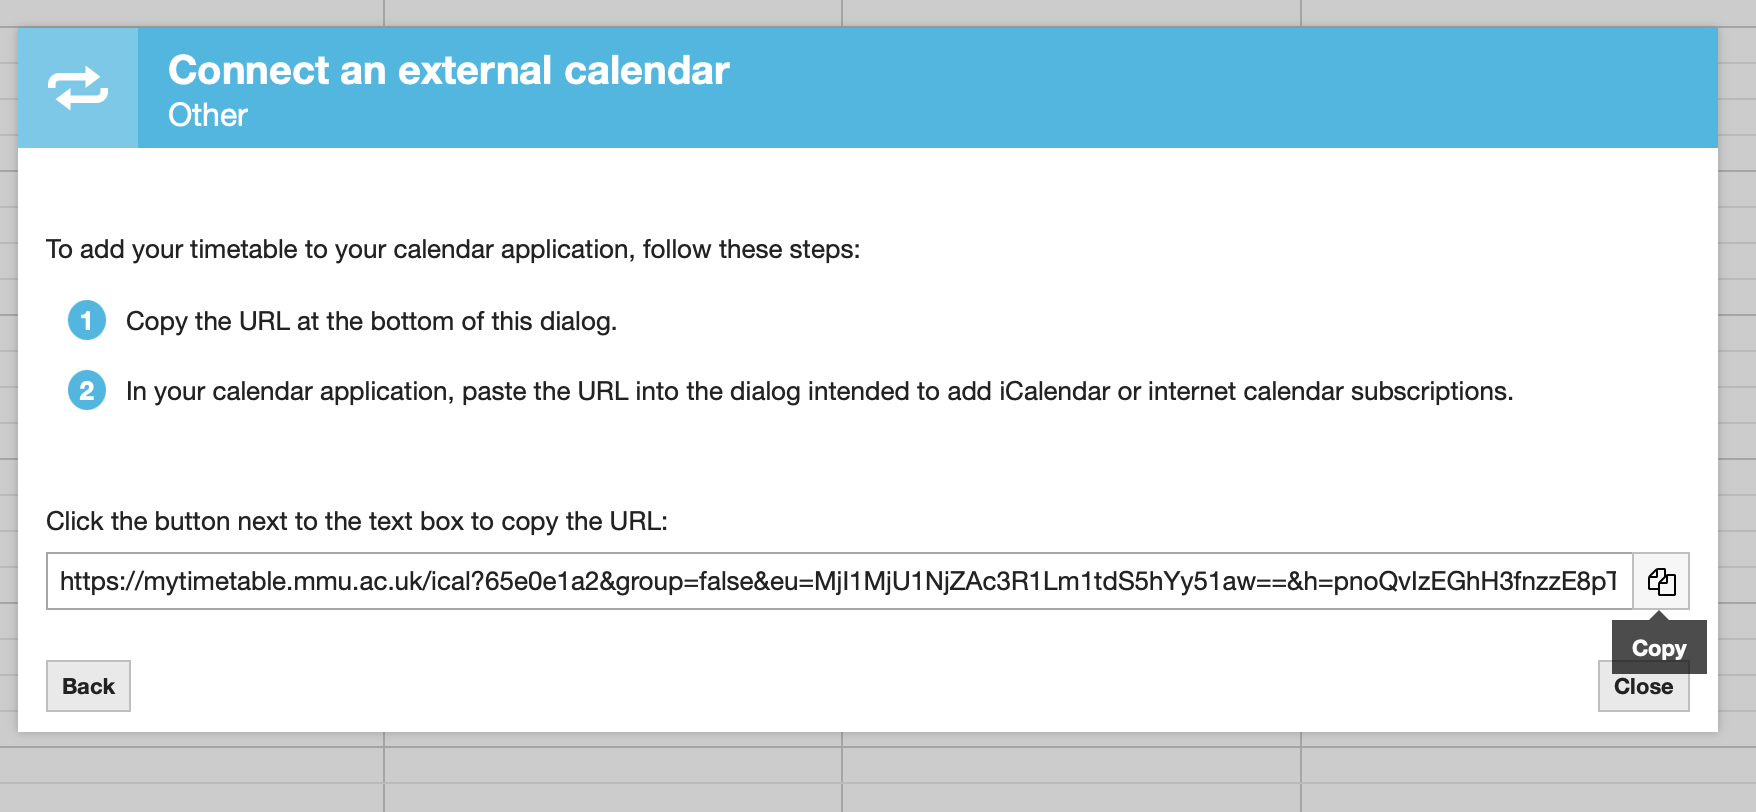 Connect an external calendar
Other
To add your timetable to your calendar application, follow these steps:
1 Copy the URL at the bottom of this dialog.
2 In your calendar application, paste the URL into the dialog intended to add iCalendar or internet calendar subscriptions.
Click the button next to the text box to copy the URL:
https://mytimetable.mmu.ac.uk/ical?65e0e1a2&group=false&eu=MjI1MjU1NjZAc3R1Lm1tdS5hYy51aw==&h=pnoQvIzEGhH3fnzzE8pT
Copy
Back
Close